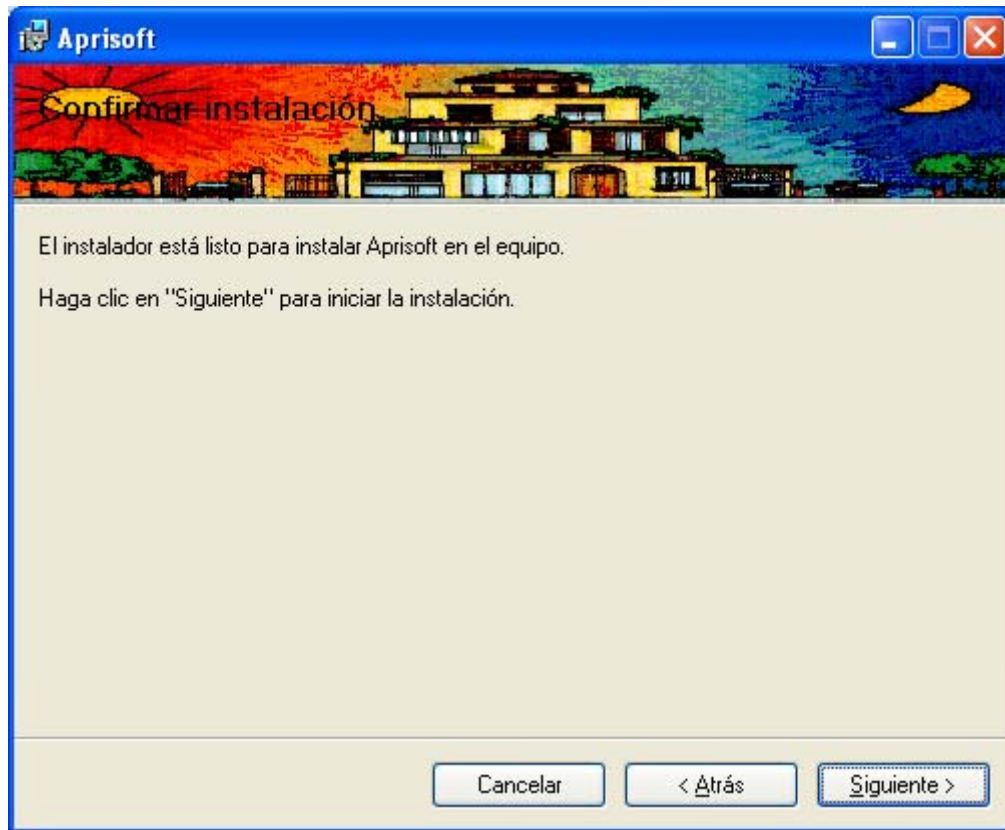 Aprisoft
Confirmar instalación
El instalador está listo para instalar Aprisoft en el equipo.
Haga clic en "Siguiente" para iniciar la instalación.
Cancelar
< Atrás
Siguiente >